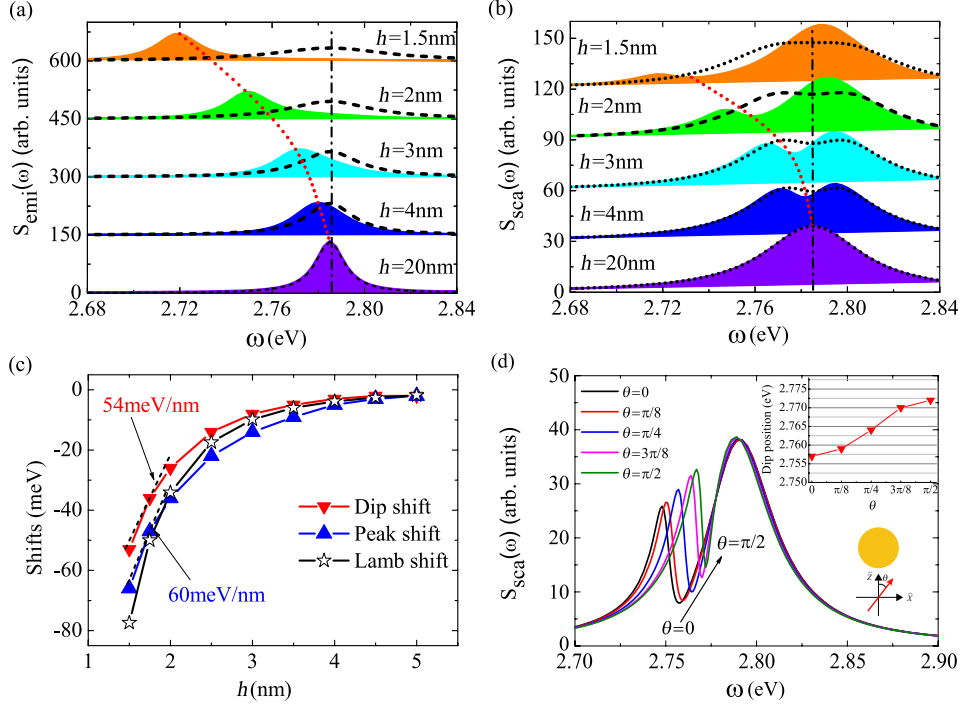 (a)
S_emi(ω) (arb. units)
600
450
300
150
0
h=1.5nm
h=2nm
h=3nm
h=4nm
h=20nm
2.68 2.72 2.76 2.80 2.84
ω(eV)
(b)
S_sca(ω) (arb. units)
150
120
90
60
30
0
h=1.5nm
h=2nm
h=3nm
h=4nm
h=20nm
2.68 2.72 2.76 2.80 2.84
ω(eV)
(c)
Shifts (meV)
0
-20
-40
-60
-80
54meV/nm
60meV/nm
Dip shift
Peak shift
Lamb shift
1 2 3 4 5
h(nm)
(d)
S_sca(ω) (arb. units)
50
40
30
20
10
0
θ=0
θ=π/8
θ=π/4
θ=3π/8
θ=π/2
θ=π/2
θ=0
Dip position (eV)
2.775
2.770
2.765
2.760
2.755
2.750
0 π/8 π/4 3π/8 π/2
θ
ẑ θ
x̂
2.70 2.75 2.80 2.85 2.90
ω(eV)